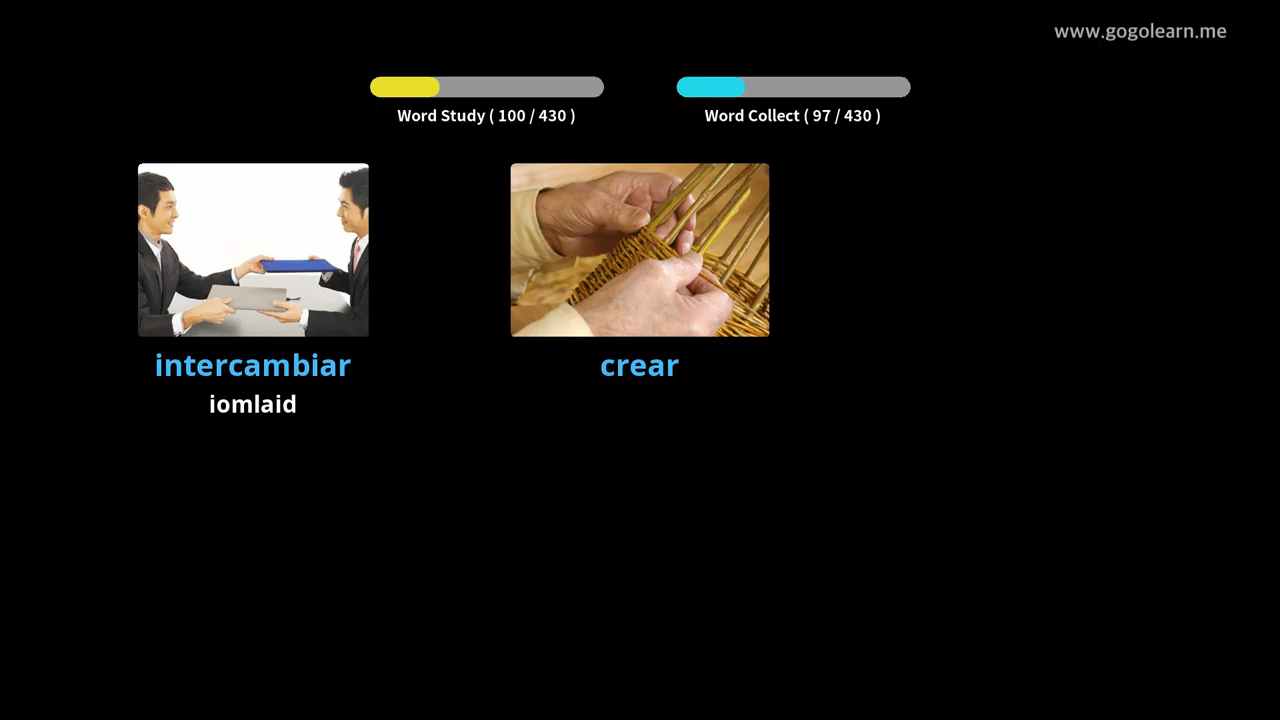 www.gogolearn.me
Word Study ( 100 / 430 )
Word Collect ( 97 / 430 )
intercambiar
iomlaid
crear